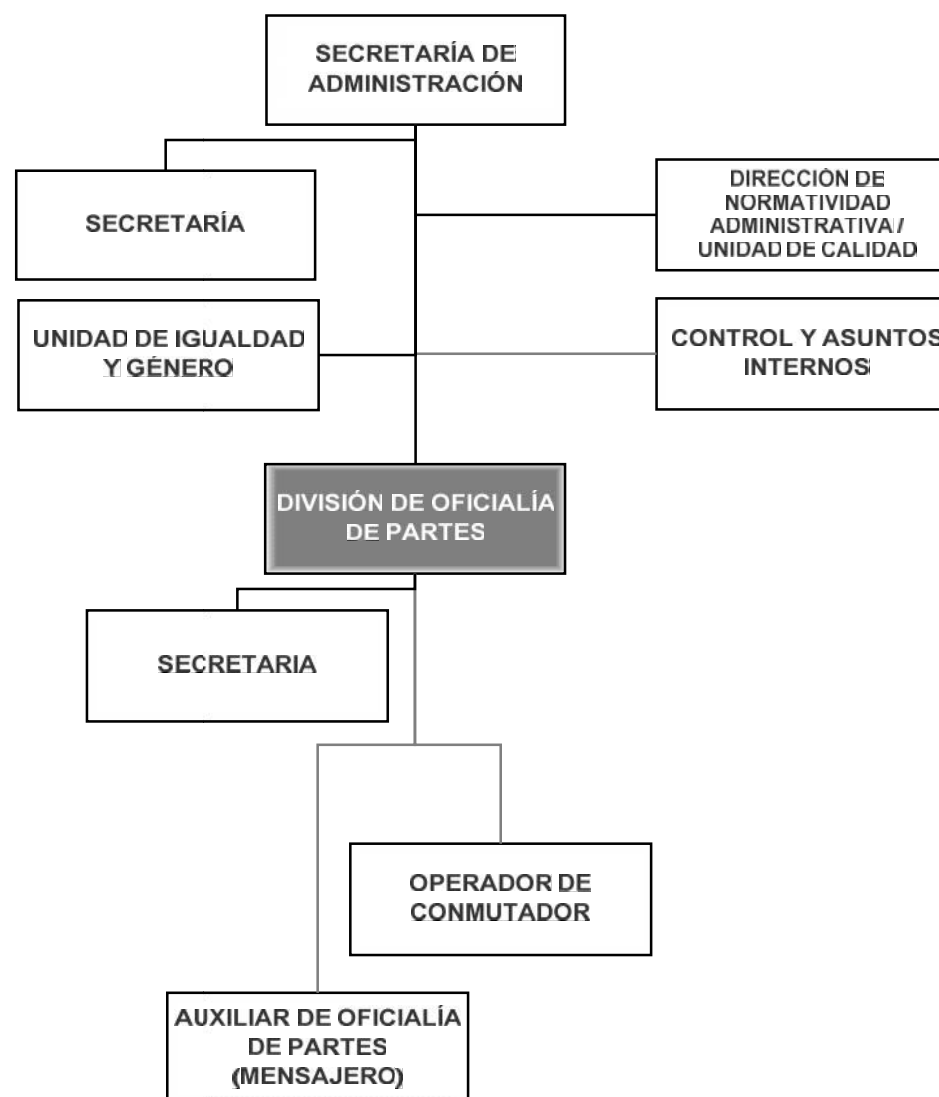 SECRETARÍA DE
ADMINISTRACIÓN
SECRETARÍA
DIRECCIÓN DE
NORMATIVIDAD
ADMINISTRATIVA /
UNIDAD DE CALIDAD
UNIDAD DE IGUALDAD
Y GÉNERO
CONTROL Y ASUNTOS
INTERNOS
DIVISIÓN DE OFICIALÍA
DE PARTES
SECRETARIA
OPERADOR DE
CONMUTADOR
AUXILIAR DE OFICIALÍA
DE PARTES
(MENSAJERO)